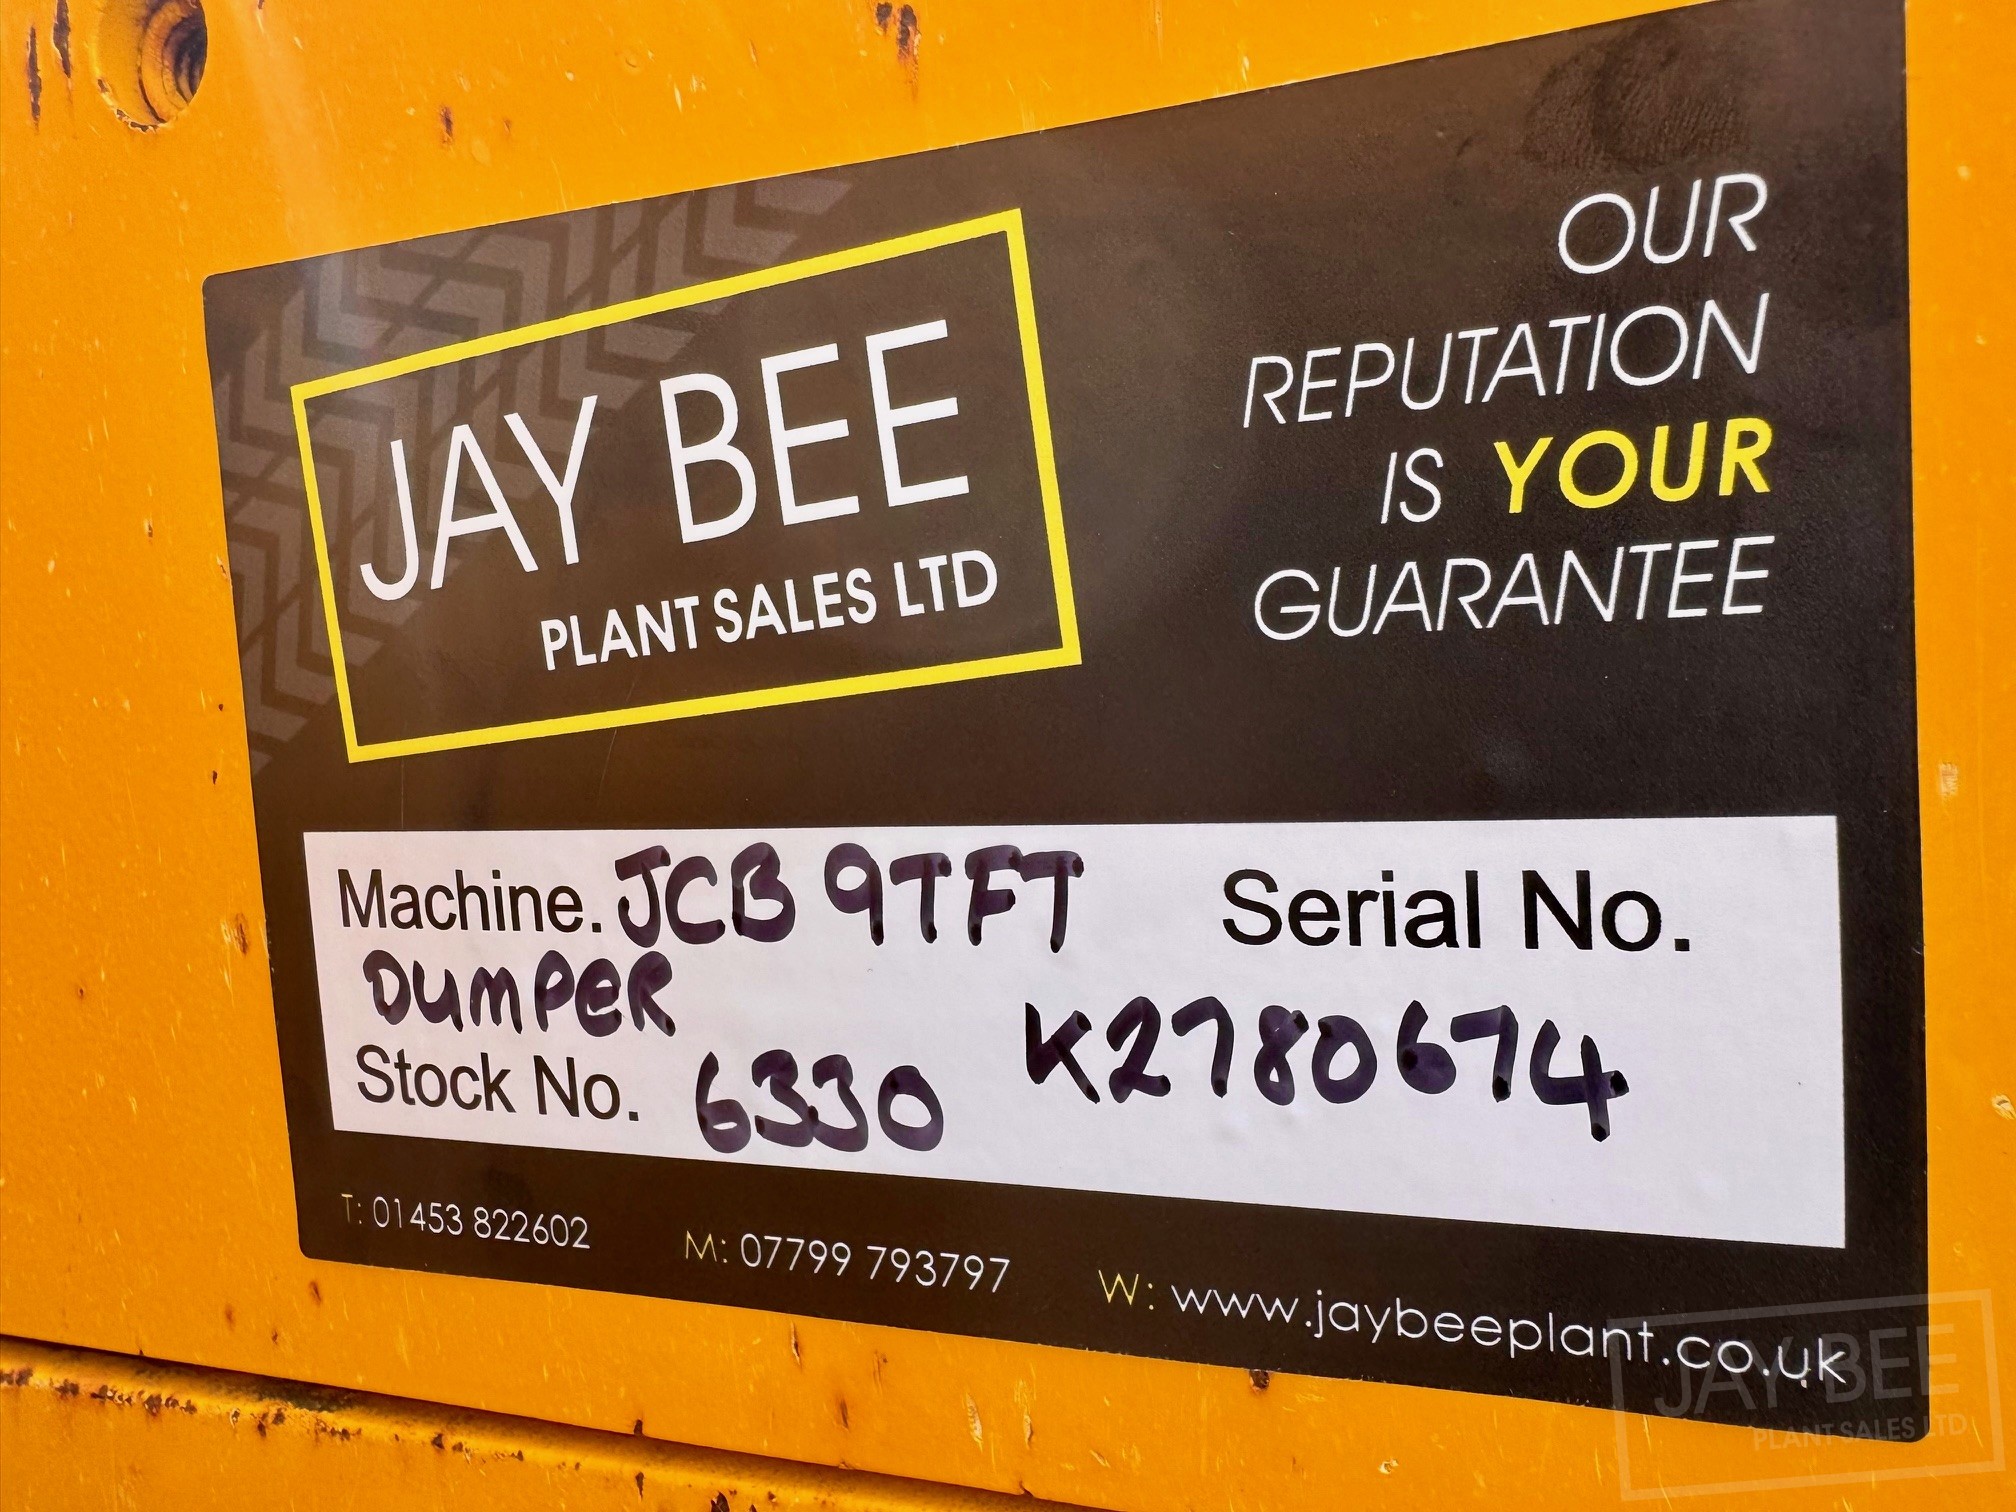 JAY BEE
PLANT SALES LTD
OUR
REPUTATION
IS YOUR
GUARANTEE
Machine. JCB 9TFT
DUMPER
Stock No. 6330
Serial No.
K2780674
T: 01453 822602 M: 07799 793797 W: www.jaybeeplant.co.uk
JAY BEE
PLANT SALES LTD